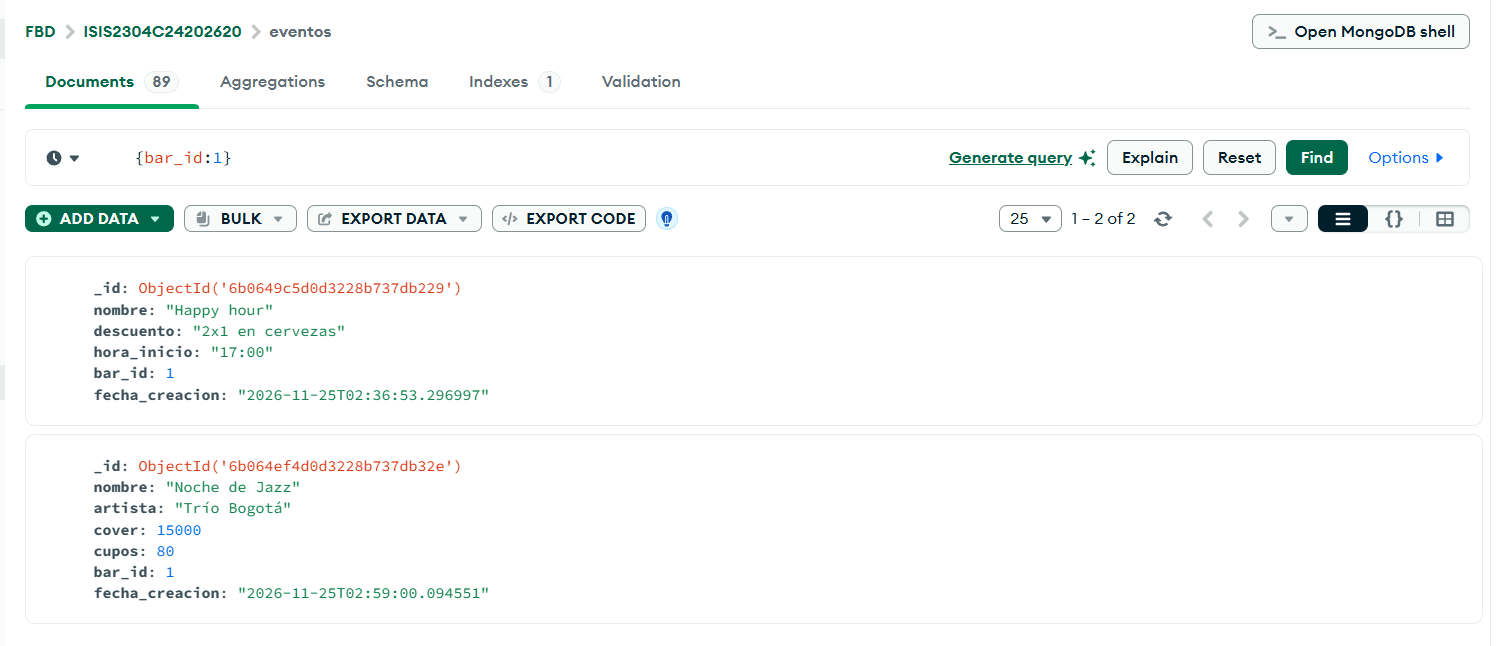 FBD > ISIS2304C24202620 > eventos
>_ Open MongoDB shell
Documents 89 Aggregations Schema Indexes 1 Validation
{bar_id:1}
Generate query Explain Reset Find Options
ADD DATA BULK EXPORT DATA </> EXPORT CODE 25 1 – 2 of 2 {}
_id: ObjectId('6b0649c5d0d3228b737db229')
nombre: "Happy hour"
descuento: "2x1 en cervezas"
hora_inicio: "17:00"
bar_id: 1
fecha_creacion: "2026-11-25T02:36:53.296997"
_id: ObjectId('6b064ef4d0d3228b737db32e')
nombre: "Noche de Jazz"
artista: "Trío Bogotá"
cover: 15000
cupos: 80
bar_id: 1
fecha_creacion: "2026-11-25T02:59:00.094551"